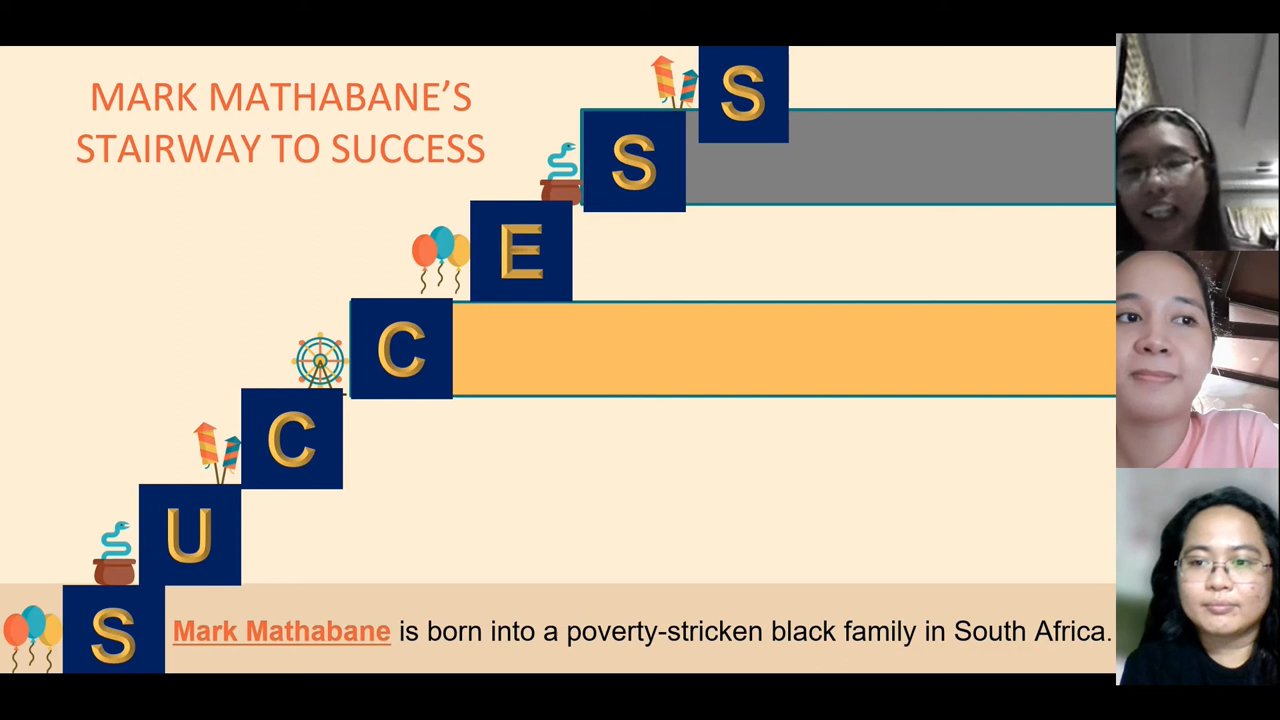 MARK MATHABANE’S
STAIRWAY TO SUCCESS
S
S
E
C
C
U
S
Mark Mathabane is born into a poverty-stricken black family in South Africa.